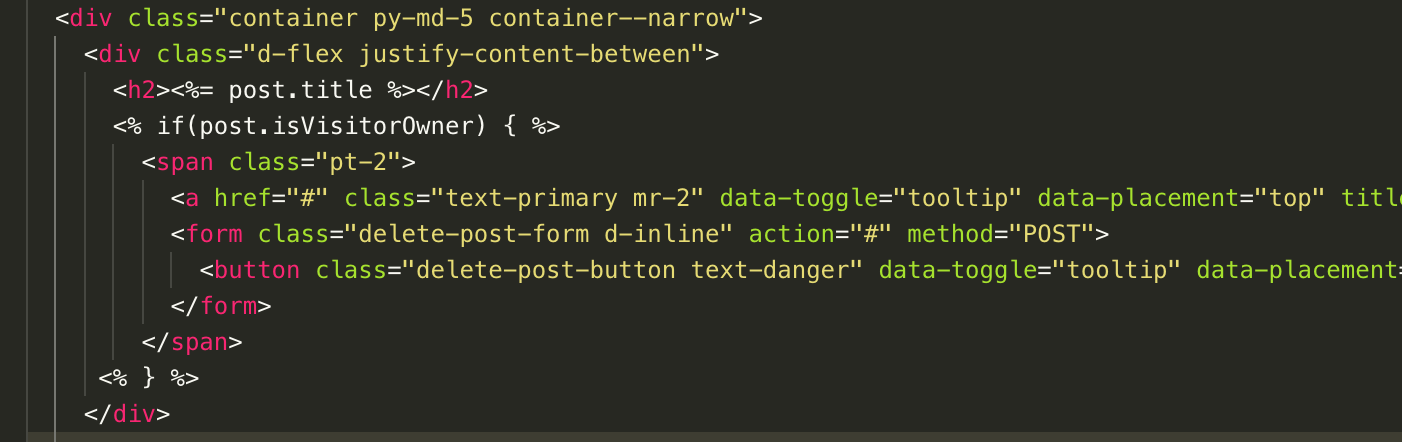 <div class="container py-md-5 container--narrow">
<div class="d-flex justify-content-between">
<h2><%= post.title %></h2>
<% if(post.isVisitorOwner) { %>
<span class="pt-2">
<a href="#" class="text-primary mr-2" data-toggle="tooltip" data-placement="top" title
<form class="delete-post-form d-inline" action="#" method="POST">
<button class="delete-post-button text-danger" data-toggle="tooltip" data-placement=
</form>
</span>
<% } %>
</div>